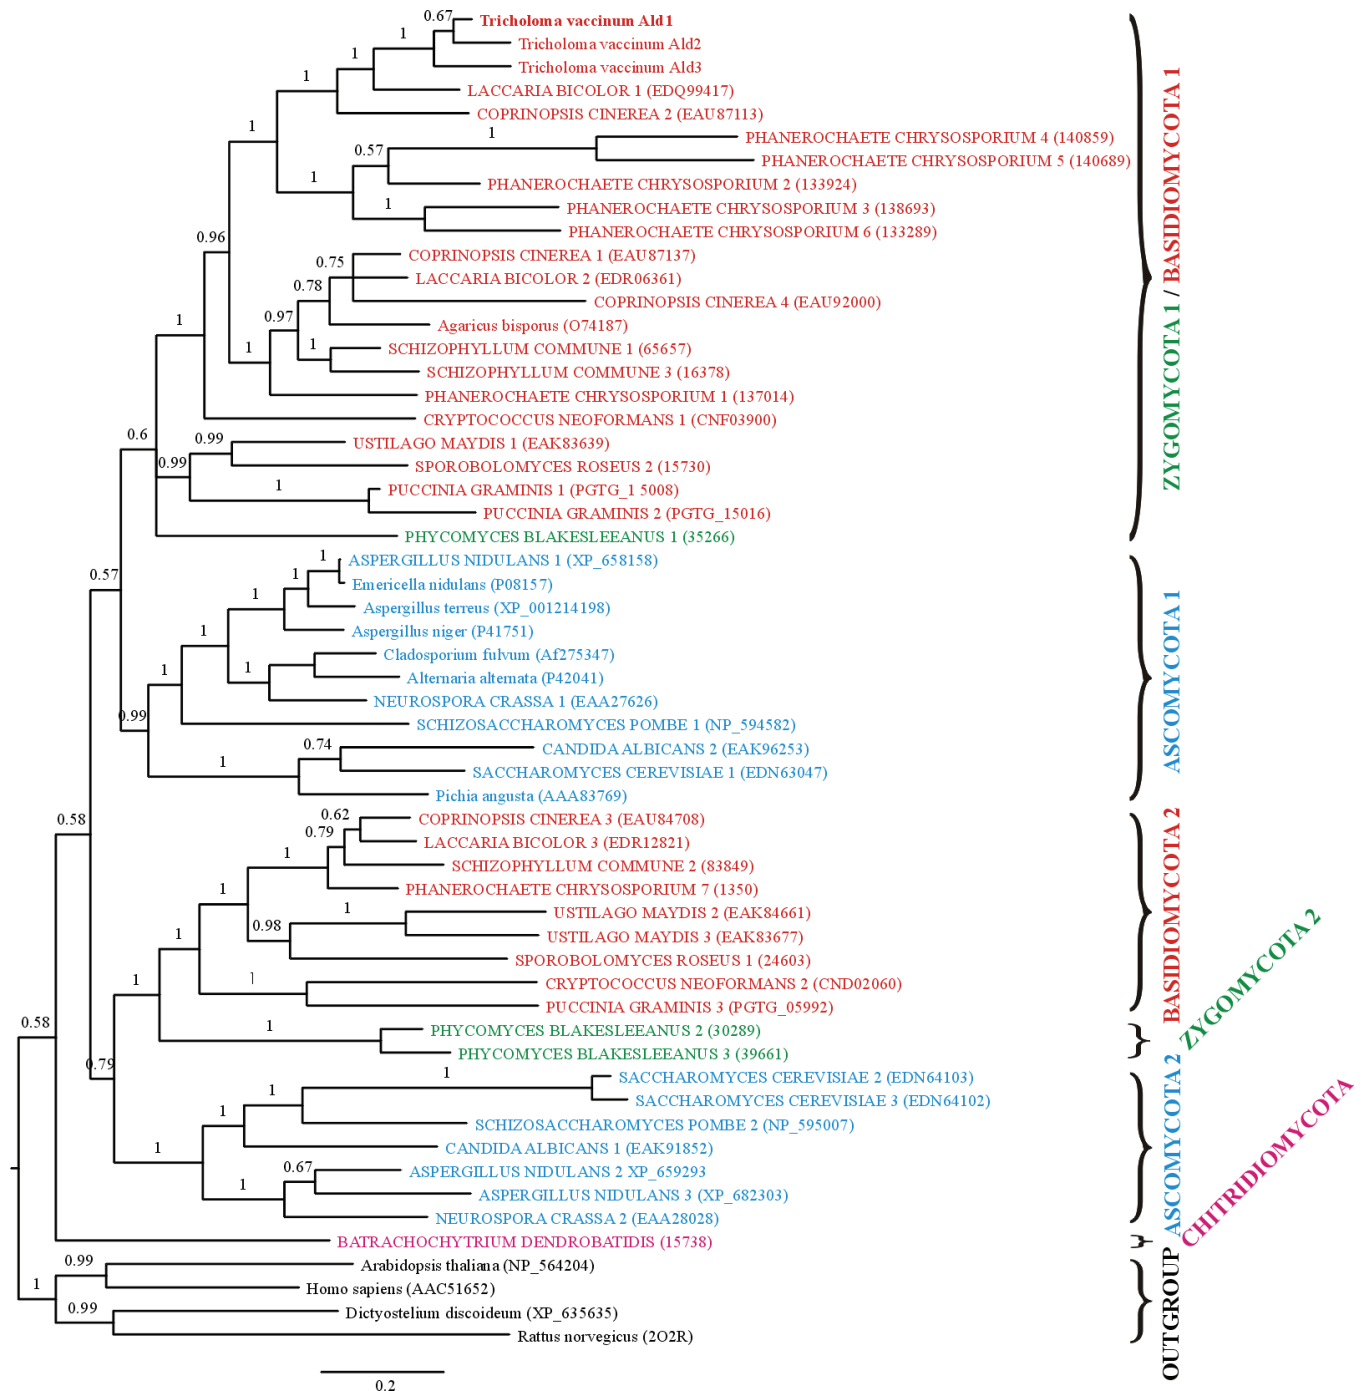 0.67
Tricholoma vaccinum Ald1
1
Tricholoma vaccinum Ald2
1
Tricholoma vaccinum Ald3
1
LACCARIA BICOLOR 1 (EDQ99417)
COPRINOPSIS CINEREA 2 (EAU87113)
1
1
PHANEROCHAETE CHRYSOSPORIUM 4 (140859)
0.57
PHANEROCHAETE CHRYSOSPORIUM 5 (140689)
1
PHANEROCHAETE CHRYSOSPORIUM 2 (133924)
1
PHANEROCHAETE CHRYSOSPORIUM 3 (138693)
PHANEROCHAETE CHRYSOSPORIUM 6 (133289)
0.96
COPRINOPSIS CINEREA 1 (EAU87137)
0.75
LACCARIA BICOLOR 2 (EDR06361)
0.78
COPRINOPSIS CINEREA 4 (EAU92000)
0.97
Agaricus bisporus (O74187)
1
1
1
SCHIZOPHYLLUM COMMUNE 1 (65657)
SCHIZOPHYLLUM COMMUNE 3 (16378)
PHANEROCHAETE CHRYSOSPORIUM 1 (137014)
CRYPTOCOCCUS NEOFORMANS 1 (CNF03900)
0.6
0.99
USTILAGO MAYDIS 1 (EAK83639)
0.99
SPOROBOLOMYCES ROSEUS 2 (15730)
1
PUCCINIA GRAMINIS 1 (PGTG_1 5008)
PUCCINIA GRAMINIS 2 (PGTG_15016)
PHYCOMYCES BLAKESLEEANUS 1 (35266)
ZYGOMYCOTA 1 / BASIDIOMYCOTA 1
1
ASPERGILLUS NIDULANS 1 (XP_658158)
0.57
1
Emericella nidulans (P08157)
1
Aspergillus terreus (XP_001214198)
1
Aspergillus niger (P41751)
Cladosporium fulvum (Af275347)
1
1
Alternaria alternata (P42041)
NEUROSPORA CRASSA 1 (EAA27626)
0.99
SCHIZOSACCHAROMYCES POMBE 1 (NP_594582)
0.74
CANDIDA ALBICANS 2 (EAK96253)
1
SACCHAROMYCES CEREVISIAE 1 (EDN63047)
Pichia angusta (AAA83769)
ASCOMYCOTA 1
0.58
0.62
COPRINOPSIS CINEREA 3 (EAU84708)
0.79
LACCARIA BICOLOR 3 (EDR12821)
1
SCHIZOPHYLLUM COMMUNE 2 (83849)
1
PHANEROCHAETE CHRYSOSPORIUM 7 (1350)
1
USTILAGO MAYDIS 2 (EAK84661)
0.98
1
USTILAGO MAYDIS 3 (EAK83677)
SPOROBOLOMYCES ROSEUS 1 (24603)
1
1
CRYPTOCOCCUS NEOFORMANS 2 (CND02060)
PUCCINIA GRAMINIS 3 (PGTG_05992)
BASIDIOMYCOTA 2
0.58
1
PHYCOMYCES BLAKESLEEANUS 2 (30289)
PHYCOMYCES BLAKESLEEANUS 3 (39661)
ZYGOMYCOTA 2
0.79
1
SACCHAROMYCES CEREVISIAE 2 (EDN64103)
1
SACCHAROMYCES CEREVISIAE 3 (EDN64102)
1
SCHIZOSACCHAROMYCES POMBE 2 (NP_595007)
1
CANDIDA ALBICANS 1 (EAK91852)
0.67
ASPERGILLUS NIDULANS 2 XP_659293
1
ASPERGILLUS NIDULANS 3 (XP_682303)
NEUROSPORA CRASSA 2 (EAA28028)
ASCOMYCOTA 2
BATRACHOCHYTRIUM DENDROBATIDIS (15738)
CHITRIDIOMYCOTA
0.99
Arabidopsis thaliana (NP_564204)
1
Homo sapiens (AAC51652)
0.99
Dictyostelium discoideum (XP_635635)
Rattus norvegicus (2O2R)
OUTGROUP
0.2